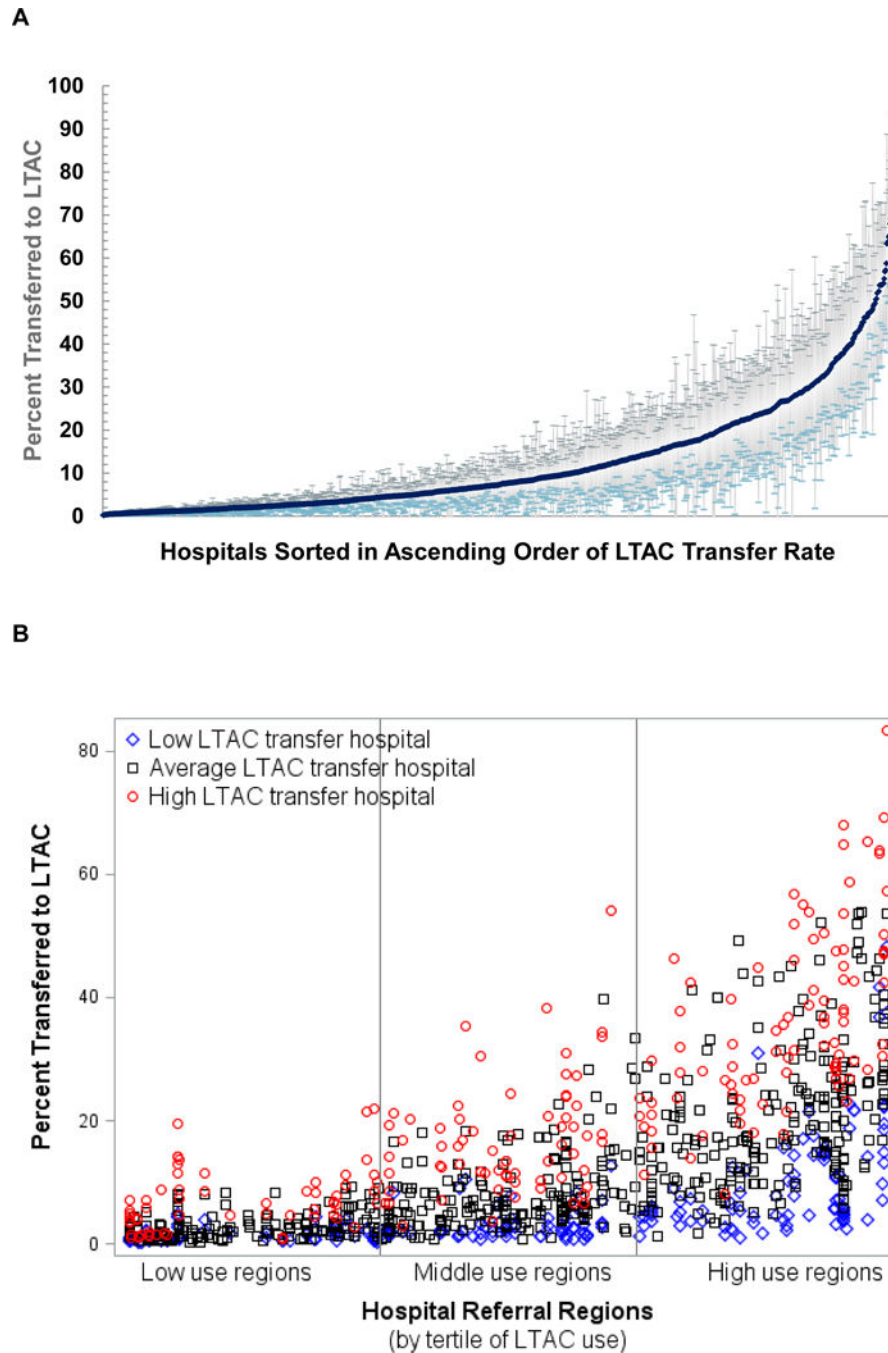 A
100
90
80
70
60
50
40
30
20
10
0
Percent Transferred to LTAC
Hospitals Sorted in Ascending Order of LTAC Transfer Rate
B
Low LTAC transfer hospital
Average LTAC transfer hospital
High LTAC transfer hospital
80
60
40
20
0
Percent Transferred to LTAC
Low use regions Middle use regions High use regions
Hospital Referral Regions
(by tertile of LTAC use)